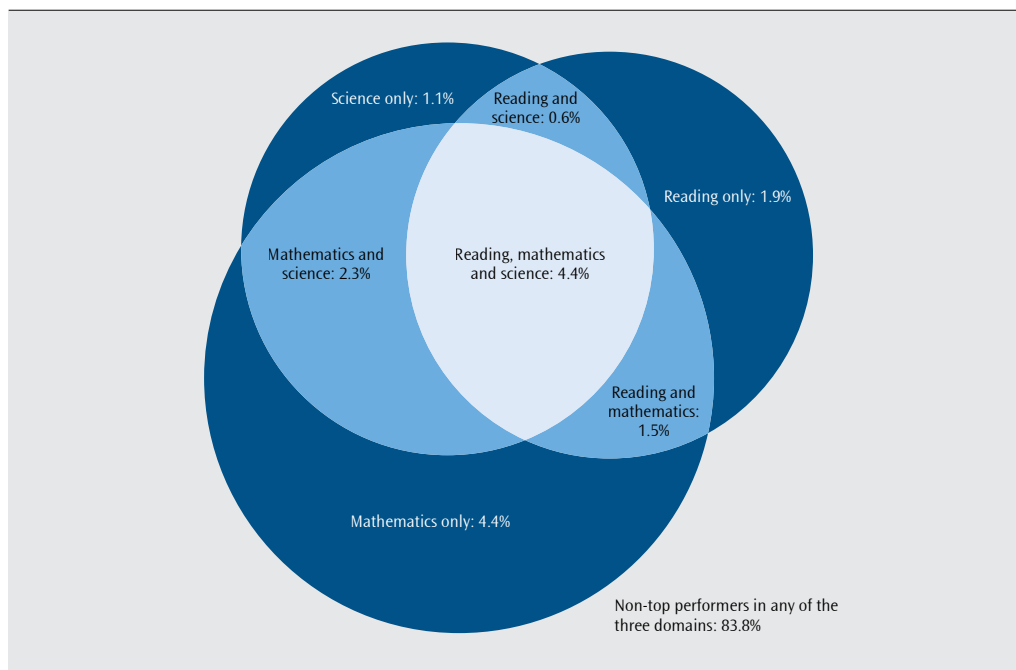 Science only: 1.1%
Reading and
science: 0.6%
Reading only: 1.9%
Mathematics and
science: 2.3%
Reading, mathematics
and science: 4.4%
Reading and
mathematics:
1.5%
Mathematics only: 4.4%
Non-top performers in any of the
three domains: 83.8%